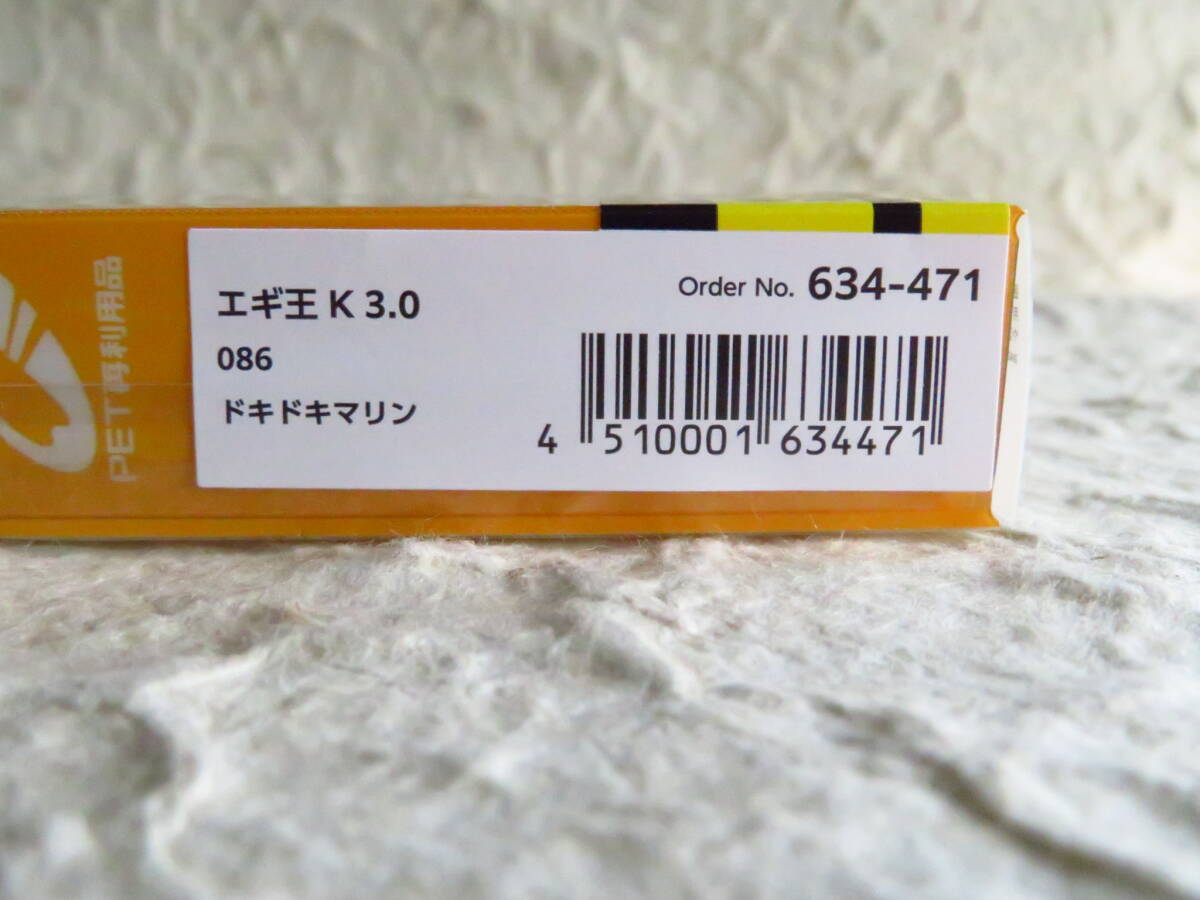 PET再利用品
エギ王 K 3.0
086
ドキドキマリン
Order No. 634-471
4 510001 634471